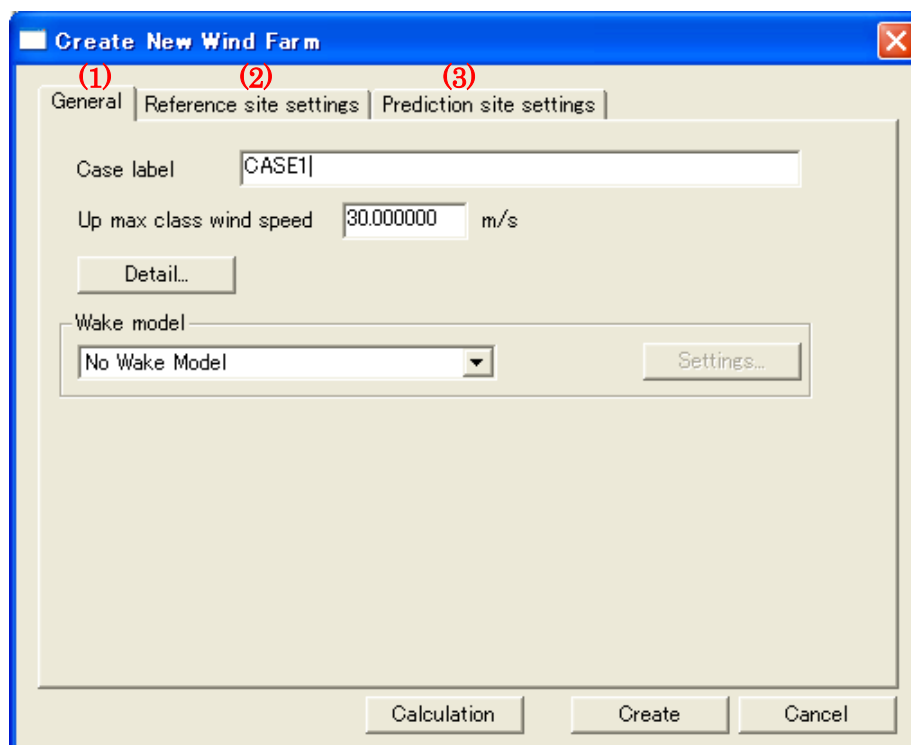 Create New Wind Farm
(1) (2) (3)
General Reference site settings Prediction site settings
Case label CASE1
Up max class wind speed 30.000000 m/s
Detail...
Wake model
No Wake Model Settings...
Calculation Create Cancel